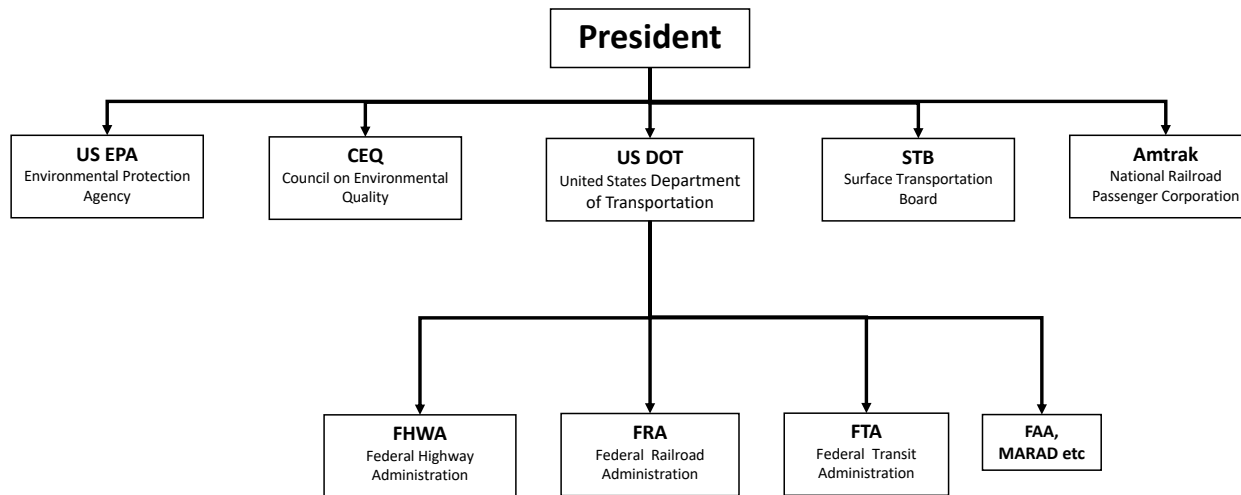 President
US EPA
Environmental Protection
Agency
CEQ
Council on Environmental
Quality
US DOT
United States Department
of Transportation
STB
Surface Transportation
Board
Amtrak
National Railroad
Passenger Corporation
FHWA
Federal Highway
Administration
FRA
Federal Railroad
Administration
FTA
Federal Transit
Administration
FAA,
MARAD etc